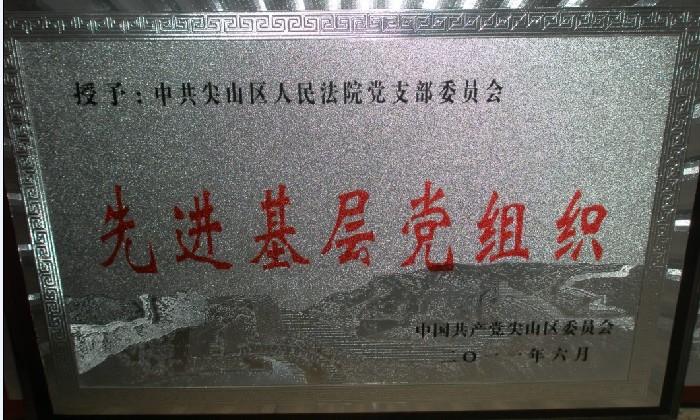 授予：中共尖山区人民法院党支部委员会
先进基层党组织
中国共产党尖山区委员会
二〇一一年六月